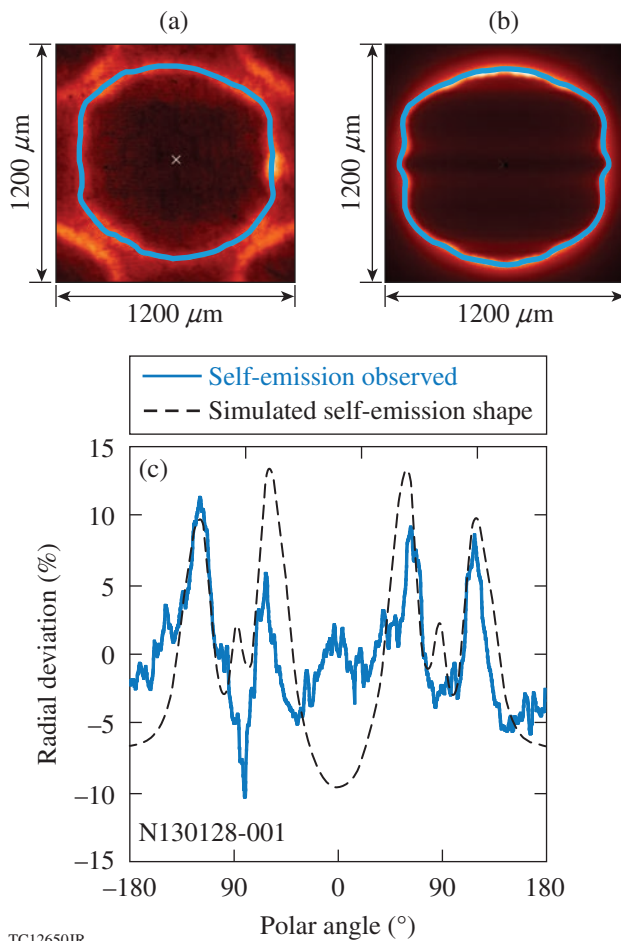 (a)
(b)
1200 μm
1200 μm
1200 μm
1200 μm
Self-emission observed
Simulated self-emission shape
(c)
15
10
5
0
–5
–10
–15
Radial deviation (%)
N130128-001
–180
90
0
90
180
Polar angle (°)
TC12650JR